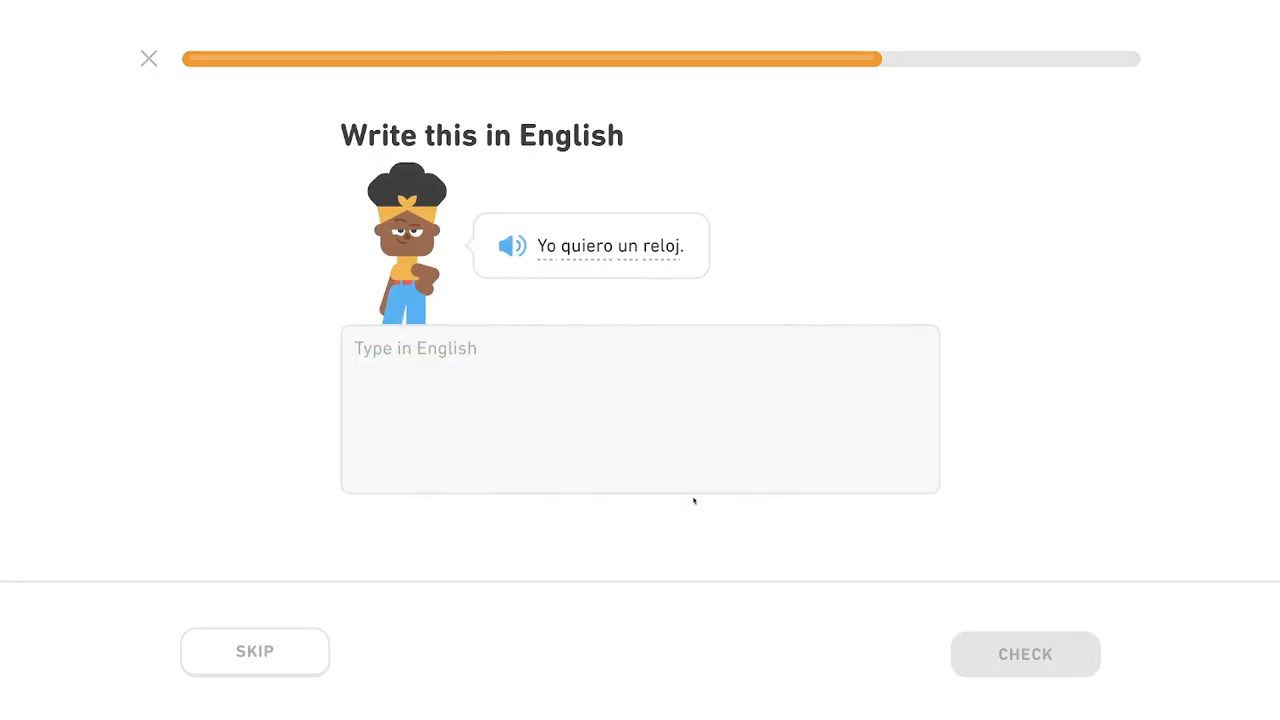 Write this in English
Yo quiero un reloj.
Type in English
SKIP
CHECK